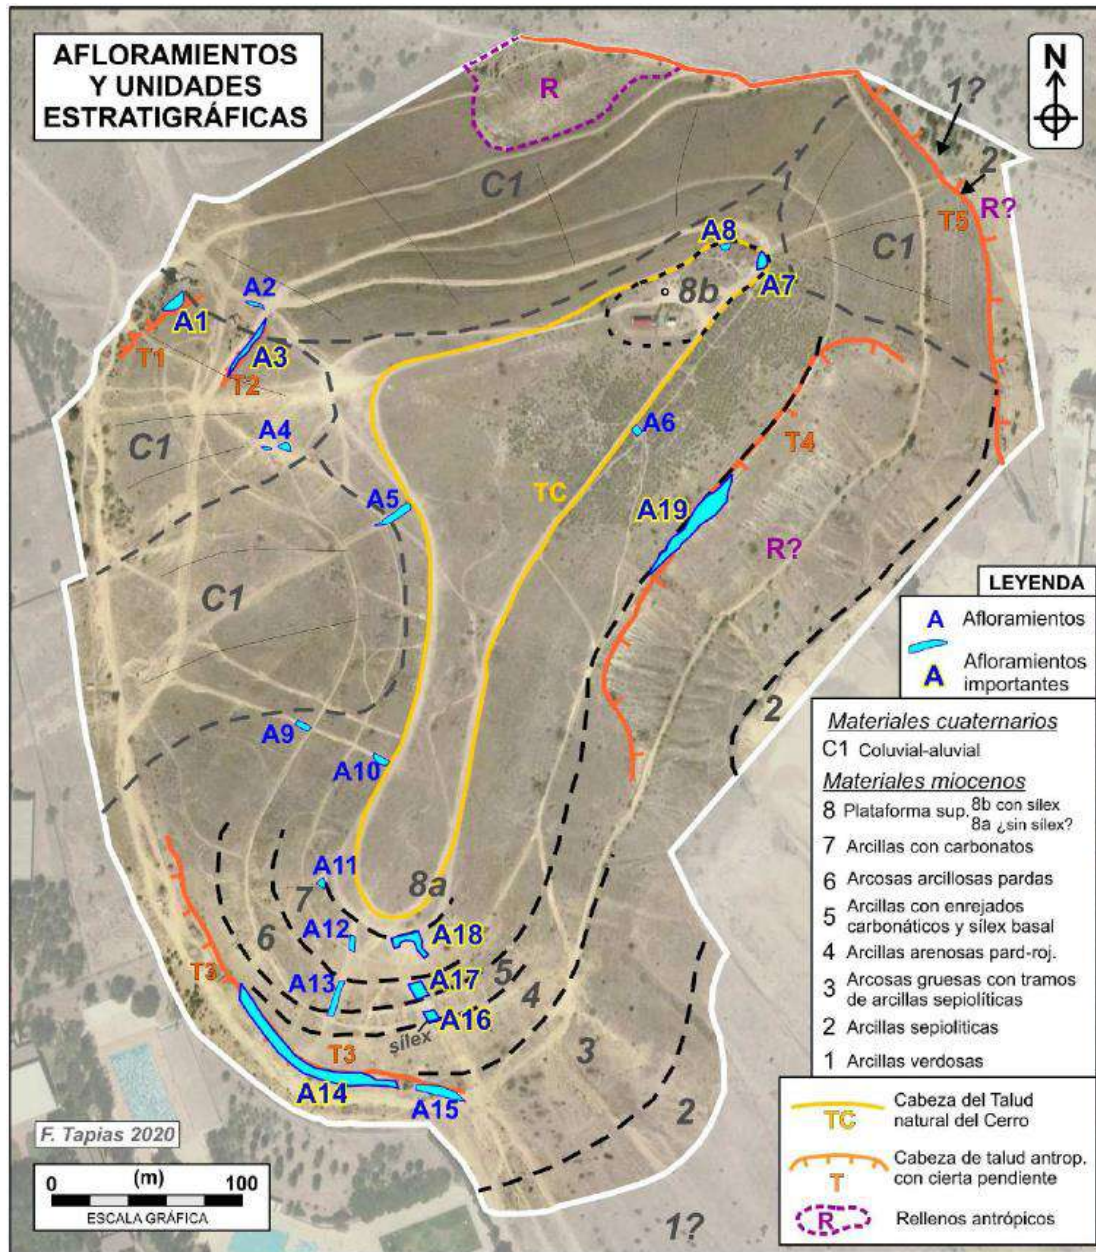 AFLORAMIENTOS
Y UNIDADES
ESTRATIGRÁFICAS
N
R
1?
2
C1
T5
R?
A8
A7
8b
C1
A2
A1
A3
T1
T2
A6
T4
A4
C1
A5
TC
A19
R?
C1
LEYENDA
A Afloramientos
A Afloramientos
importantes
2
A9
A10
Materiales cuaternarios
C1 Coluvial-aluvial
Materiales miocenos
8 Plataforma sup. 8b con sílex
8a ¿sin sílex?
7 Arcillas con carbonatos
6 Arcosas arcillosas pardas
5 Arcillas con enrejados
carbonáticos y sílex basal
4 Arcillas arenosas pard-roj.
3 Arcosas gruesas con tramos
de arcillas sepiolíticas
2 Arcillas sepioliticas
1 Arcillas verdosas
A11
8a
7
A12
A18
6
T3
A13
A17
5
4
A16
sílex
T3
3
A14
A15
2
1?
TC Cabeza del Talud
natural del Cerro
T Cabeza de talud antrop.
con cierta pendiente
R Rellenos antrópicos
F. Tapias 2020
0 (m) 100
ESCALA GRÁFICA